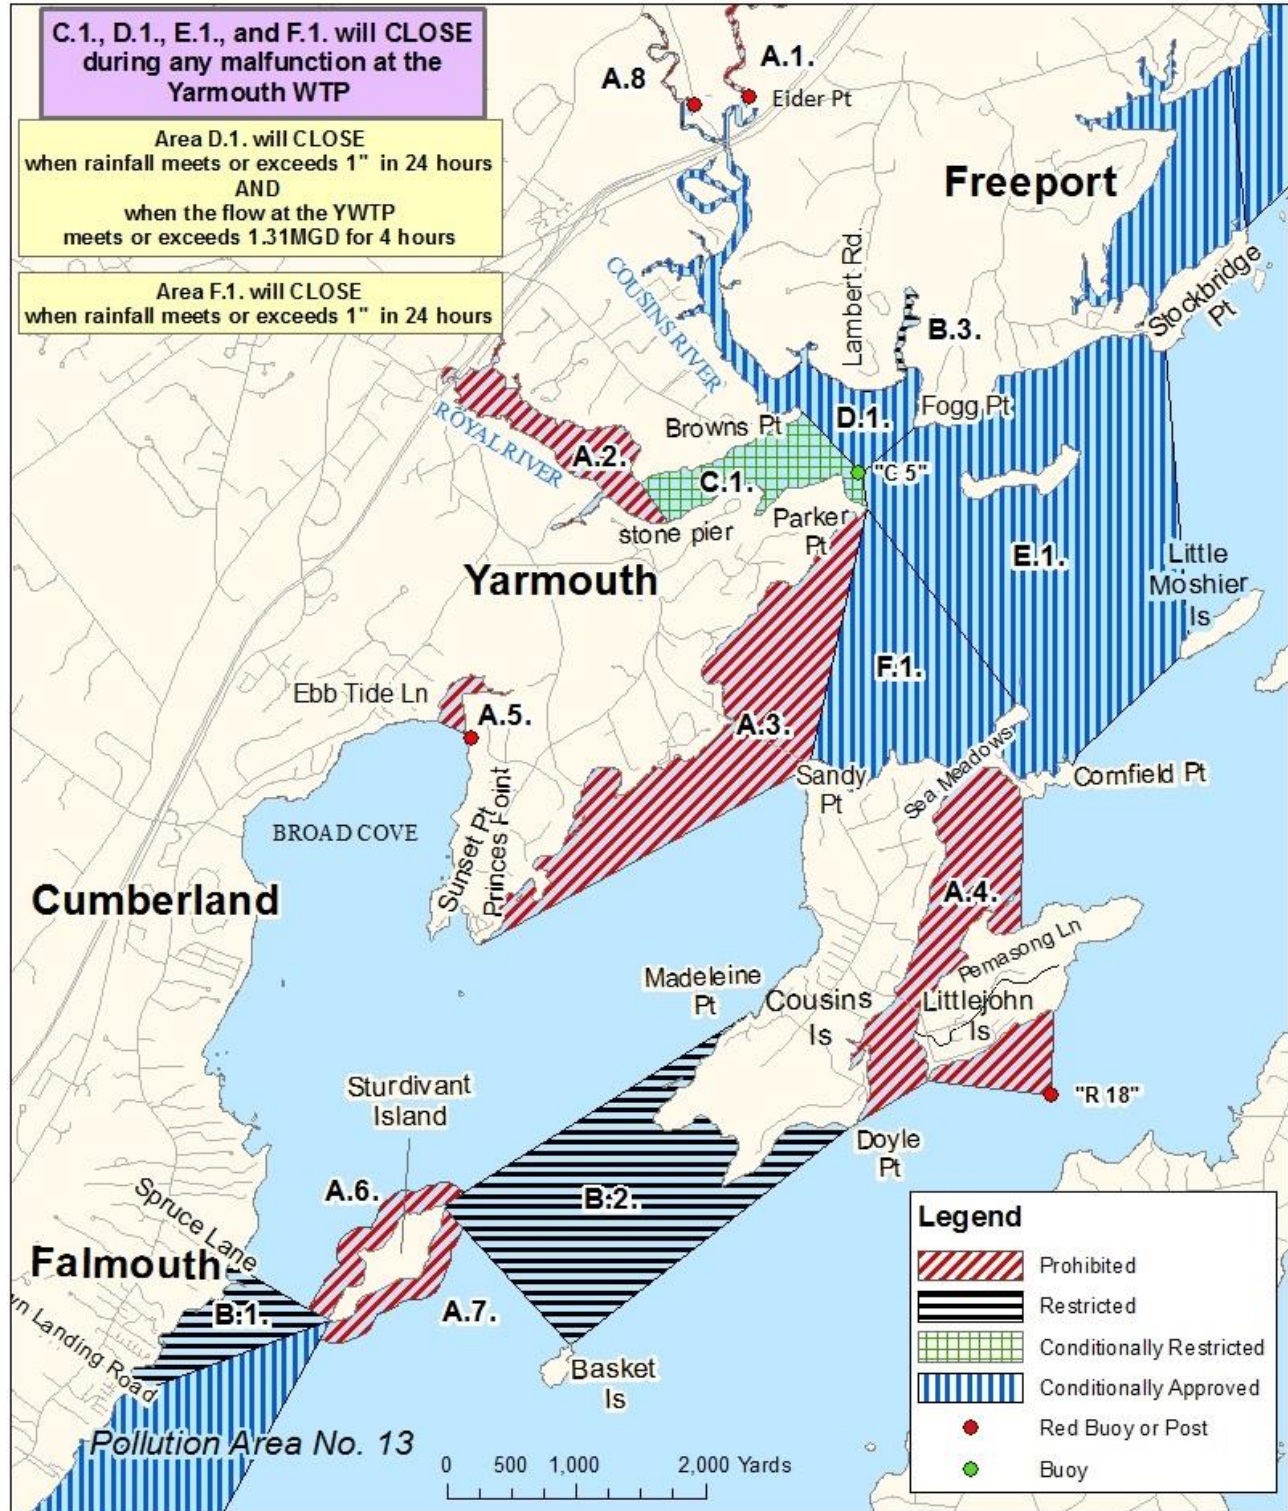 C.1., D.1., E.1., and F.1. will CLOSE
during any malfunction at the
Yarmouth WTP
Area D.1. will CLOSE
when rainfall meets or exceeds 1" in 24 hours
AND
when the flow at the YWTP
meets or exceeds 1.31MGD for 4 hours
Area F.1. will CLOSE
when rainfall meets or exceeds 1" in 24 hours
A.8
A.1.
Eider Pt
Freeport
COUSINS RIVER
Lambert Rd.
B.3.
Stockbridge
Pt
ROYAL RIVER
Browns Pt
D.1.
Fogg Pt
A.2.
C.1.
"C 5"
stone pier
Parker
Pt
E.1.
Yarmouth
Little
Moshier
Is
F.1.
Ebb Tide Ln
A.5.
A.3.
Sandy
Pt
Sea Meadows
Cornfield Pt
BROAD COVE
Sunset Pt
Princes Point
Cumberland
A.4.
Pemasong Ln
Madeleine
Pt
Cousins
Is
Littlejohn
Is
Sturdivant
Island
"R 18"
Doyle
Pt
Spruce Lane
A.6.
B.2.
Falmouth
B.1.
A.7.
wn Landing Road
Basket
Is
Pollution Area No. 13
0 500 1,000 2,000 Yards
Legend
Prohibited
Restricted
Conditionally Restricted
Conditionally Approved
Red Buoy or Post
Buoy